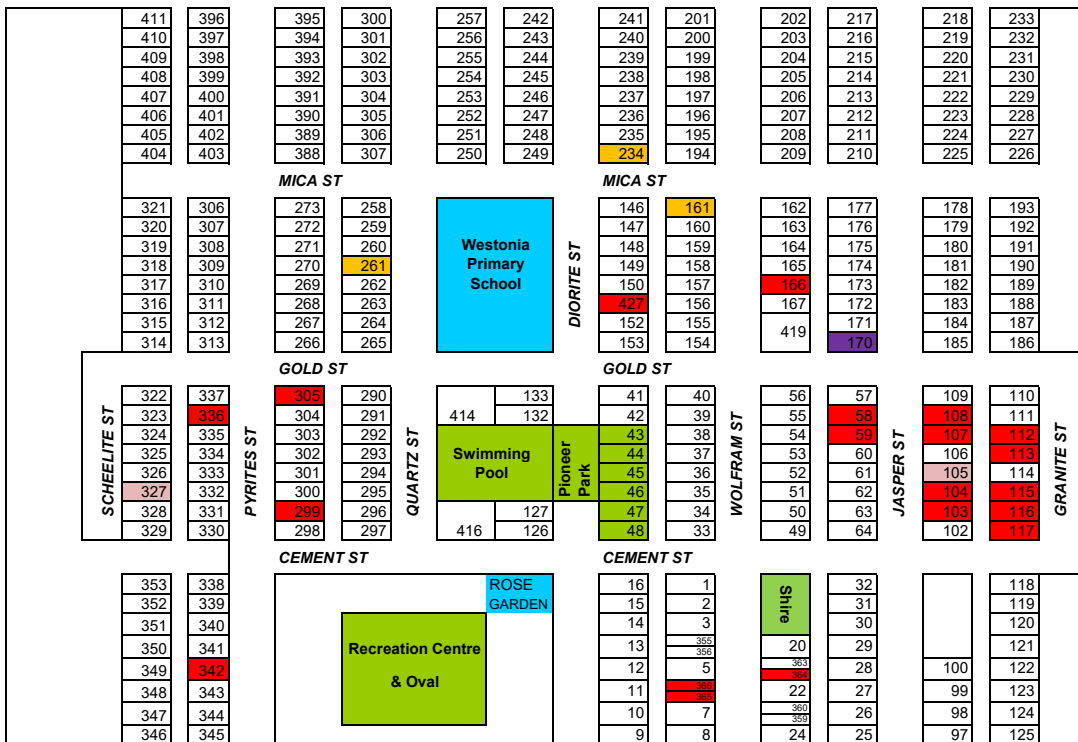 411 396 395 300 257 242 241 201 202 217 218 233
410 397 394 301 256 243 240 200 203 216 219 232
409 398 393 302 255 244 239 199 204 215 220 231
408 399 392 303 254 245 238 198 205 214 221 230
407 400 391 304 253 246 237 197 206 213 222 229
406 401 390 305 252 247 236 196 207 212 223 228
405 402 389 306 251 248 235 195 208 211 224 227
404 403 388 307 250 249 234 194 209 210 225 226
MICA ST MICA ST
321 306 273 258 146 161 162 177 178 193
320 307 272 259 147 160 163 176 179 192
319 308 271 260 Westonia 148 159 164 175 180 191
318 309 270 261 Primary 149 158 165 174 181 190
317 310 269 262 School 150 157 166 173 182 189
316 311 268 263 427 156 167 172 183 188
315 312 267 264 152 155 419 171 184 187
314 313 266 265 153 154 170 185 186
DIORITE ST
GOLD ST GOLD ST
322 337 305 290 133 41 40 56 57 109 110
323 336 304 291 414 132 42 39 55 58 108 111
324 335 303 292 43 38 54 59 107 112
325 334 302 293 Swimming 44 37 53 60 106 113
326 333 301 294 Pool 45 36 52 61 105 114
327 332 300 295 46 35 51 62 104 115
328 331 299 296 127 47 34 50 63 103 116
329 330 298 297 416 126 48 33 49 64 102 117
SCHEELITE ST
PYRITES ST
QUARTZ ST
Pioneer
Park
WOLFRAM ST
JASPER ST
GRANITE ST
CEMENT ST CEMENT ST
353 338 ROSE 16 1 32 118
352 339 GARDEN 15 2 31 119
351 340 14 3 30 120
Shire
350 341 Recreation Centre 13 355 20 29 121
356
349 342 & Oval 12 5 363 28 100 122
364
348 343 11 22 27 99 123
365
347 344 10 7 360 26 98 124
359
346 345 9 8 24 25 97 125